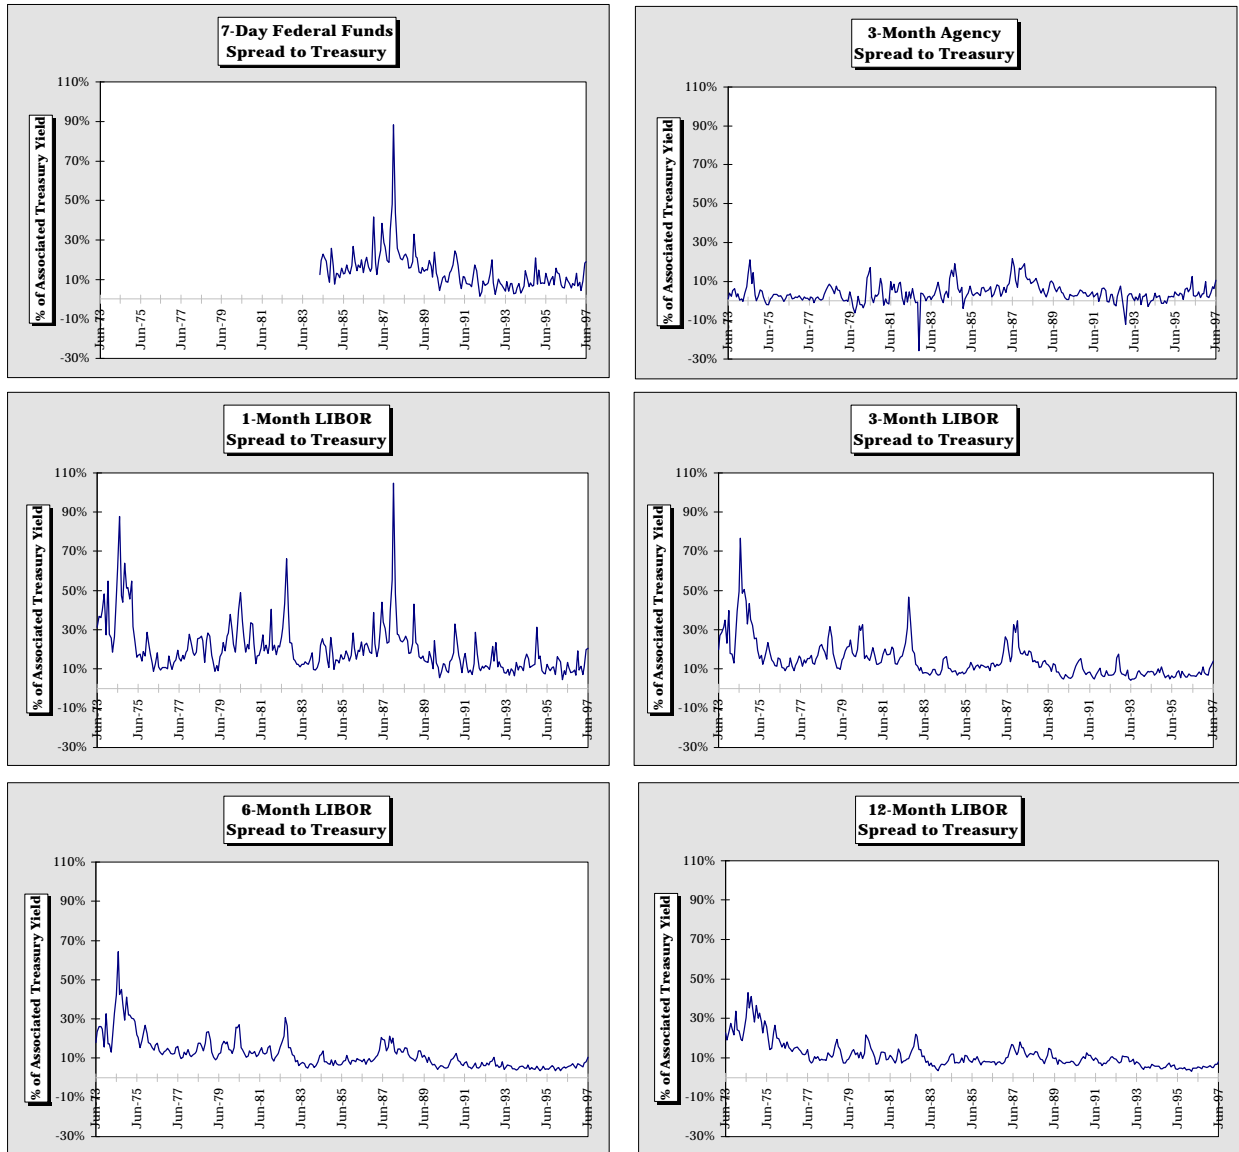 7-Day Federal Funds
Spread to Treasury
110%
90%
70%
50%
30%
10%
-10%
-30%
% of Associated Treasury Yield
Jun-73
Jun-75
Jun-77
Jun-79
Jun-81
Jun-83
Jun-85
Jun-87
Jun-89
Jun-91
Jun-93
Jun-95
Jun-97
3-Month Agency
Spread to Treasury
110%
90%
70%
50%
30%
10%
-10%
-30%
% of Associated Treasury Yield
Jun-73
Jun-75
Jun-77
Jun-79
Jun-81
Jun-83
Jun-85
Jun-87
Jun-89
Jun-91
Jun-93
Jun-95
Jun-97
1-Month LIBOR
Spread to Treasury
110%
90%
70%
50%
30%
10%
-10%
-30%
% of Associated Treasury Yield
Jun-73
Jun-75
Jun-77
Jun-79
Jun-81
Jun-83
Jun-85
Jun-87
Jun-89
Jun-91
Jun-93
Jun-95
Jun-97
3-Month LIBOR
Spread to Treasury
110%
90%
70%
50%
30%
10%
-10%
-30%
% of Associated Treasury Yield
Jun-73
Jun-75
Jun-77
Jun-79
Jun-81
Jun-83
Jun-85
Jun-87
Jun-89
Jun-91
Jun-93
Jun-95
Jun-97
6-Month LIBOR
Spread to Treasury
110%
90%
70%
50%
30%
10%
-10%
-30%
% of Associated Treasury Yield
Jun-73
Jun-75
Jun-77
Jun-79
Jun-81
Jun-83
Jun-85
Jun-87
Jun-89
Jun-91
Jun-93
Jun-95
Jun-97
12-Month LIBOR
Spread to Treasury
110%
90%
70%
50%
30%
10%
-10%
-30%
% of Associated Treasury Yield
Jun-73
Jun-75
Jun-77
Jun-79
Jun-81
Jun-83
Jun-85
Jun-87
Jun-89
Jun-91
Jun-93
Jun-95
Jun-97